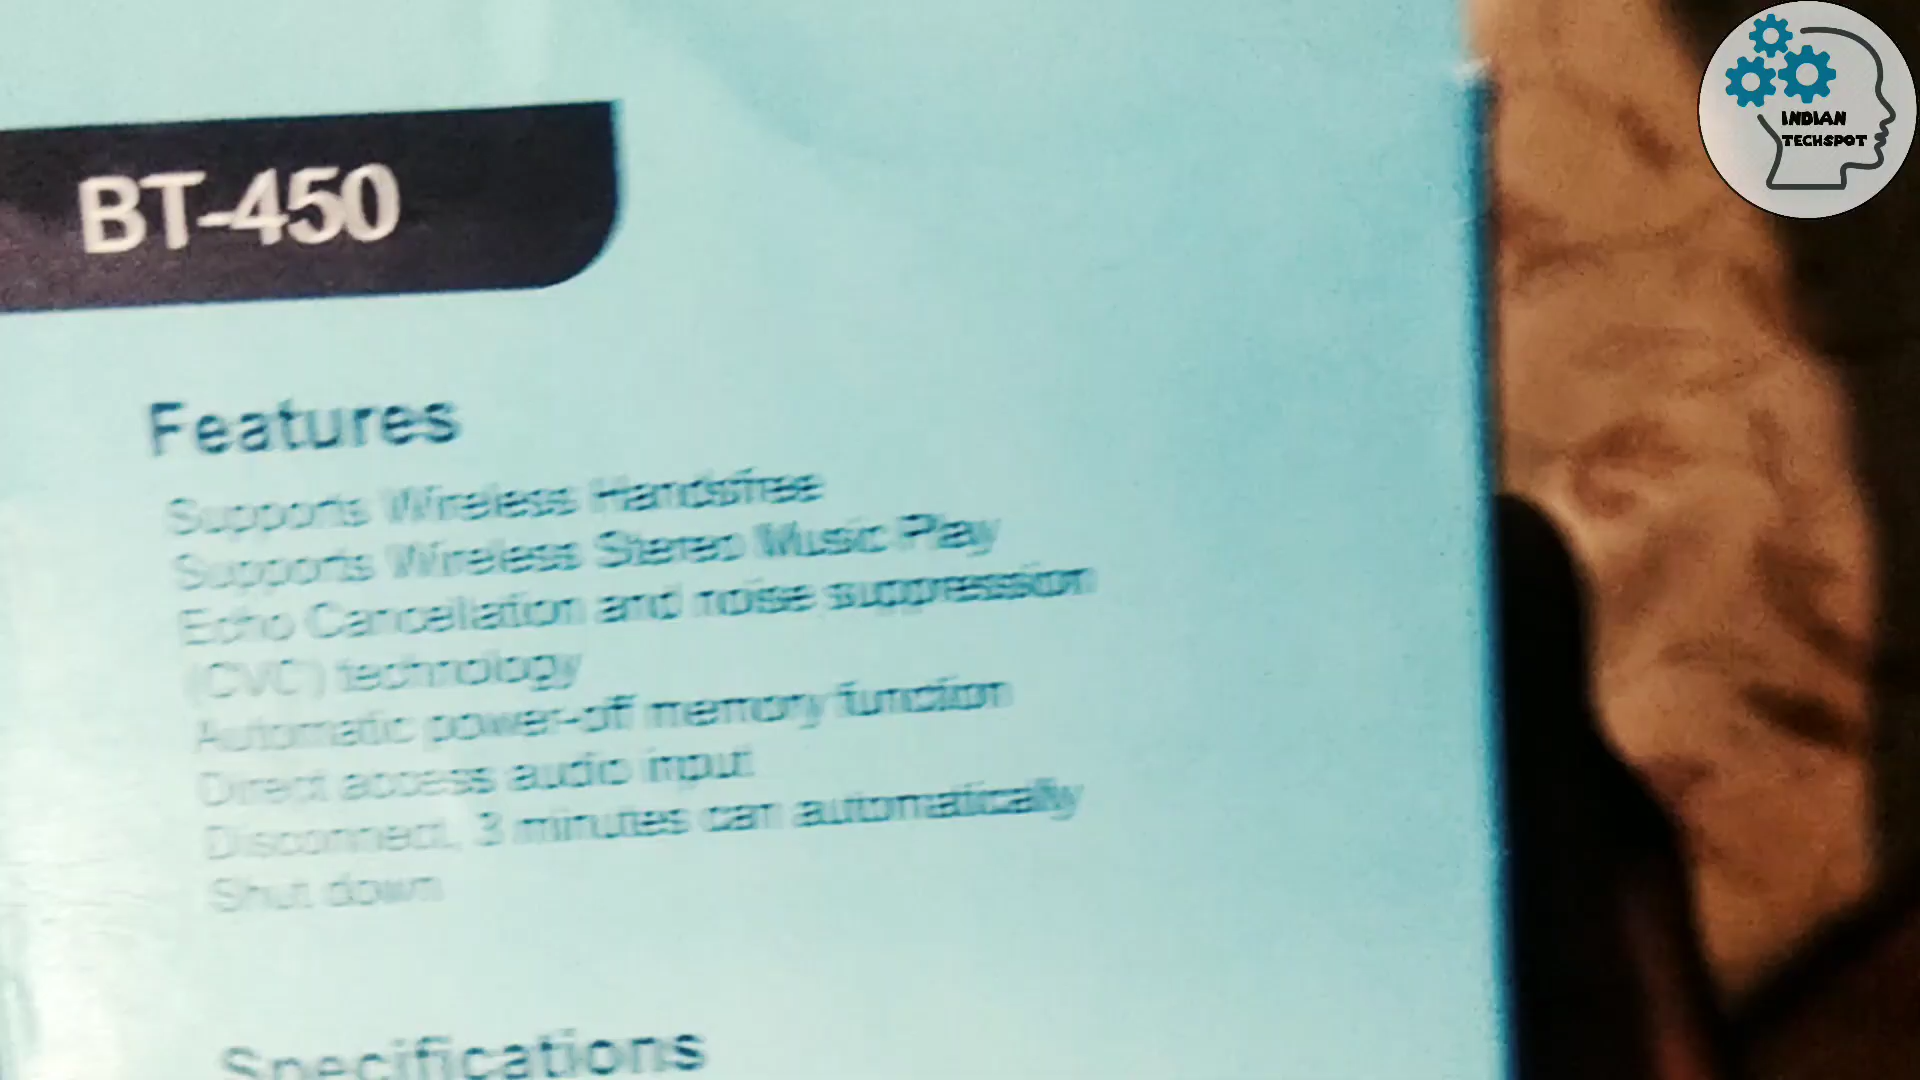 INDIAN
TECHSPOT
BT-450
Features
Supports Wireless Handsfree
Supports Wireless Stereo Music Play
Echo Cancellation and noise suppression
(CVC) technology
Automatic power-off memory function
Direct access audio input
Disconnect, 3 minutes can automatically
Shut down
Specifications